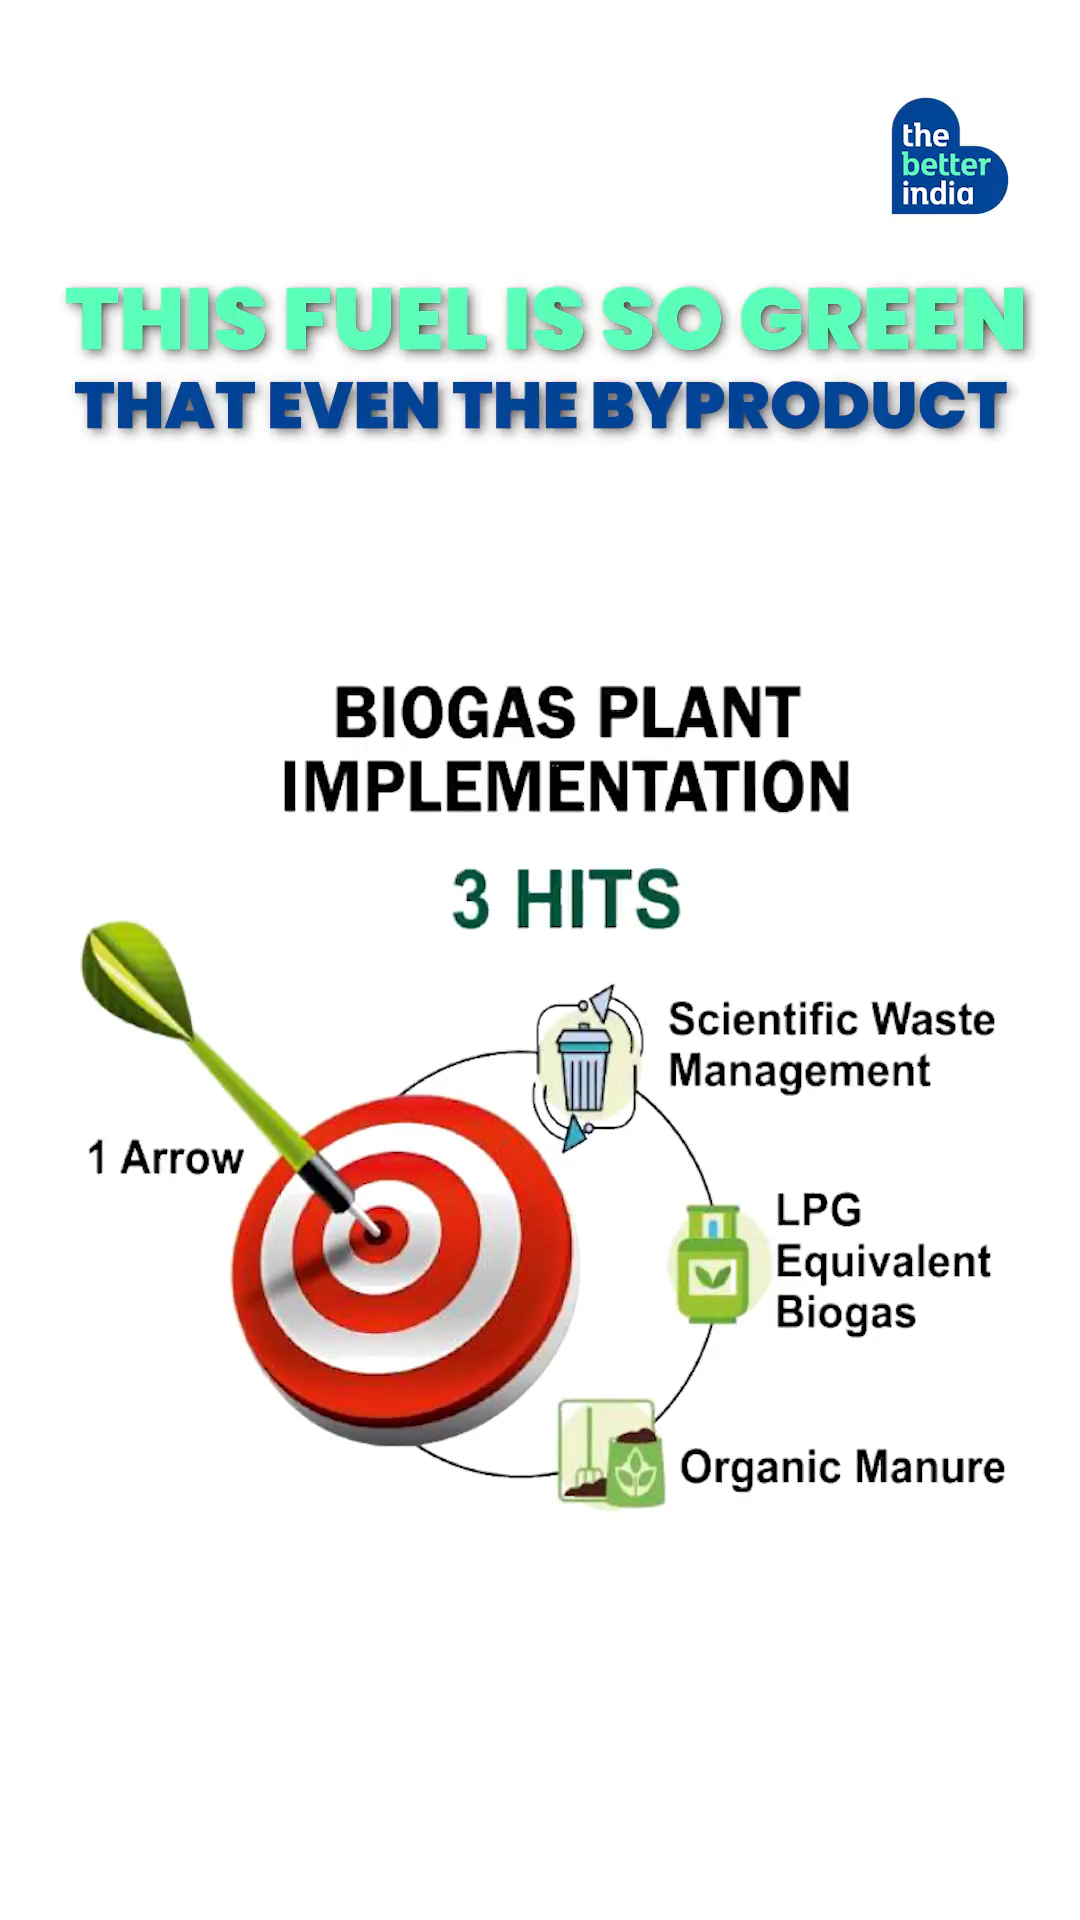 the
better
india
THIS FUEL IS SO GREEN
THAT EVEN THE BYPRODUCT
BIOGAS PLANT
IMPLEMENTATION
3 HITS
Scientific Waste
Management
1 Arrow
LPG
Equivalent
Biogas
Organic Manure